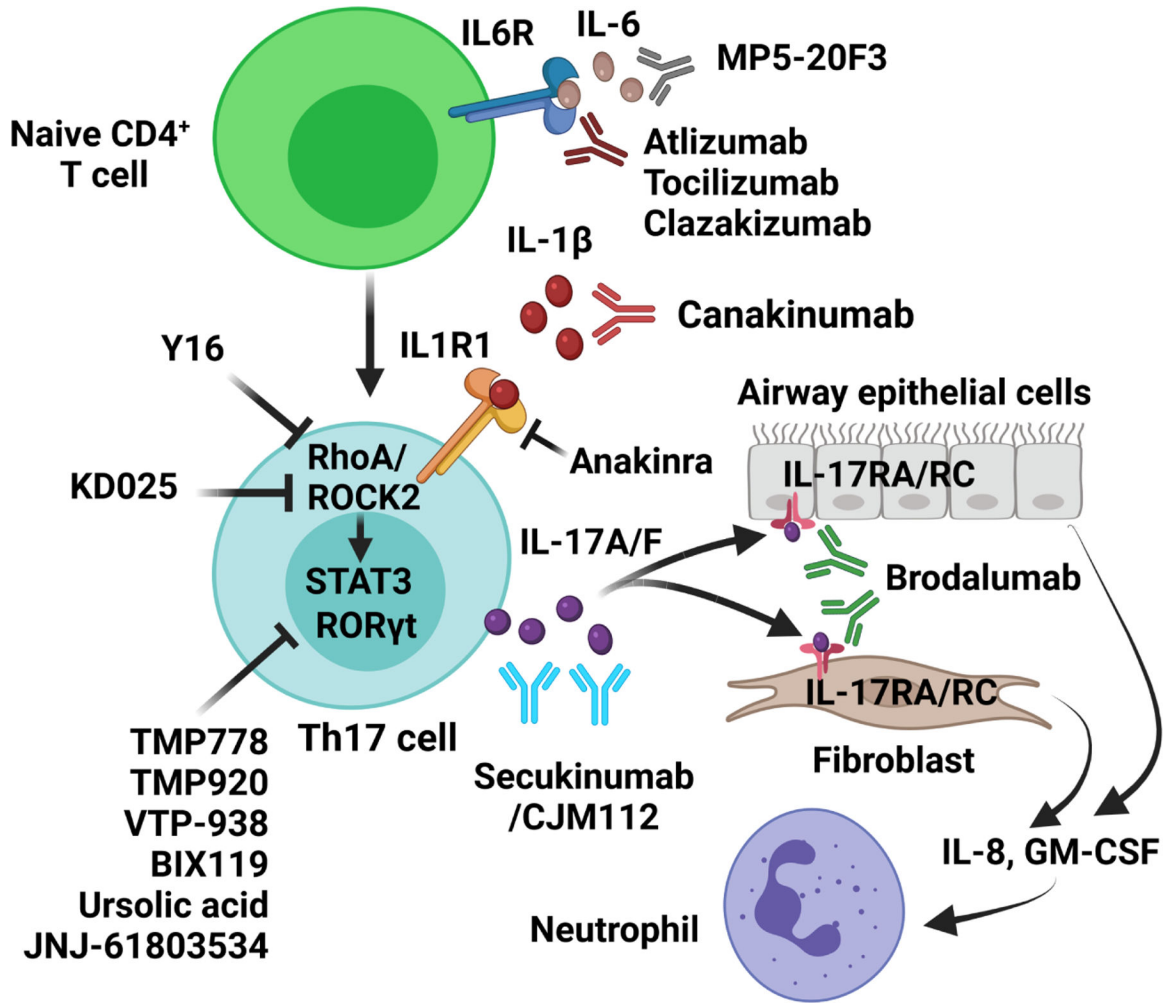 IL6R
IL-6
MP5-20F3
Naive CD4⁺
T cell
Atlizumab
Tocilizumab
Clazakizumab
IL-1β
Canakinumab
Y16
IL1R1
Airway epithelial cells
RhoA/
ROCK2
Anakinra
IL-17RA/RC
KD025
IL-17A/F
STAT3
RORγt
Brodalumab
IL-17RA/RC
Th17 cell
TMP778
TMP920
VTP-938
BIX119
Ursolic acid
JNJ-61803534
Secukinumab
/CJM112
Fibroblast
IL-8, GM-CSF
Neutrophil